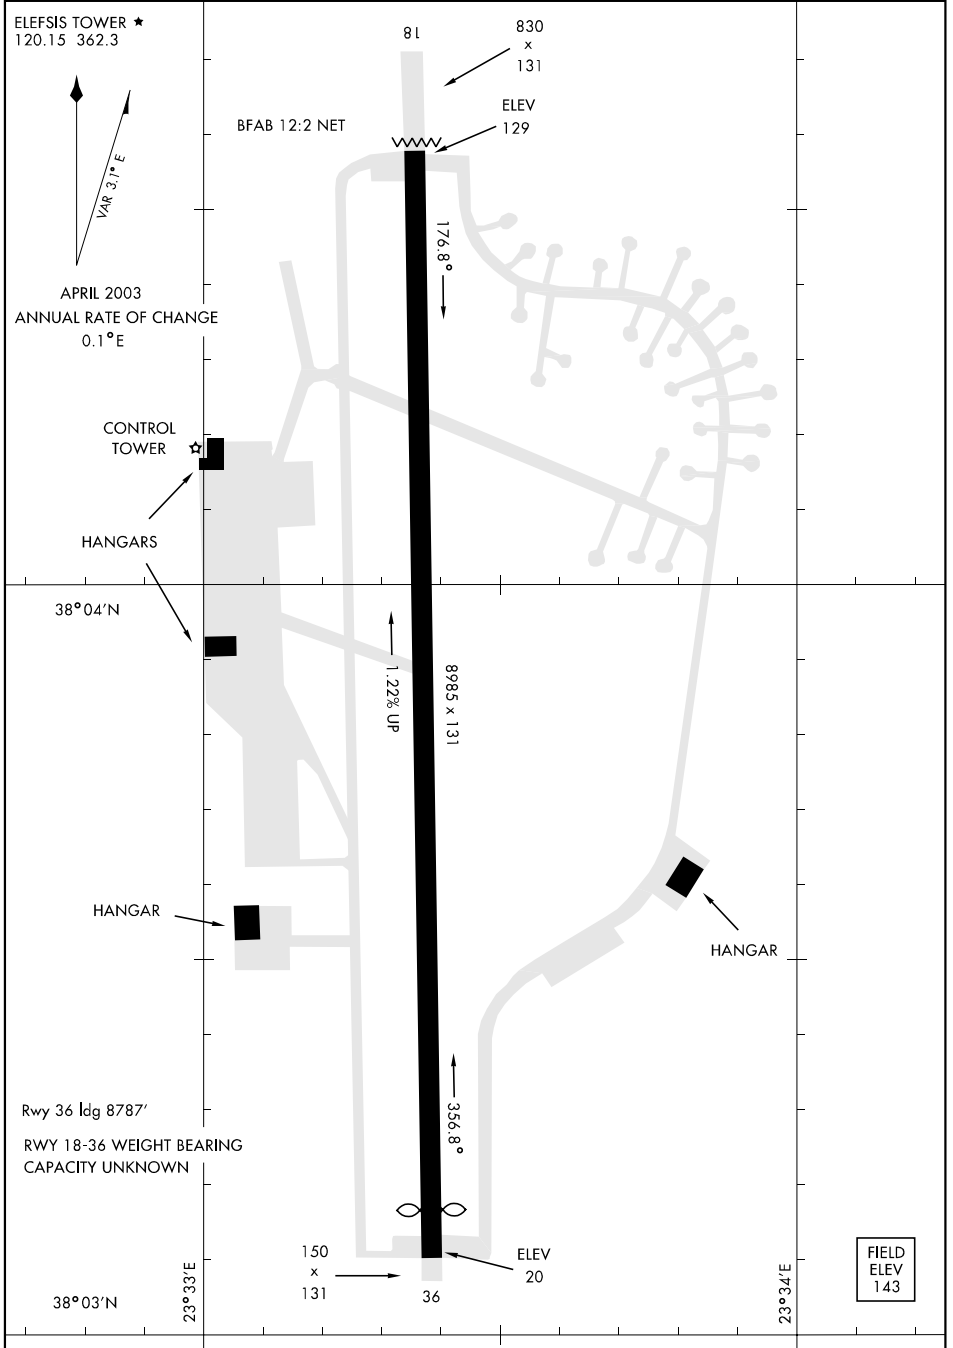 ELEFSIS TOWER ★
120.15 362.3
18
830
x
131
ELEV
129
BFAB 12:2 NET
VAR 3.1° E
176.8°
APRIL 2003
ANNUAL RATE OF CHANGE
0.1°E
CONTROL
TOWER
HANGARS
38°04'N
1.22% UP
8985 x 131
HANGAR
HANGAR
356.8°
Rwy 36 ldg 8787'
RWY 18-36 WEIGHT BEARING
CAPACITY UNKNOWN
150
x
131
ELEV
20
36
FIELD
ELEV
143
23°33'E
23°34'E
38°03'N